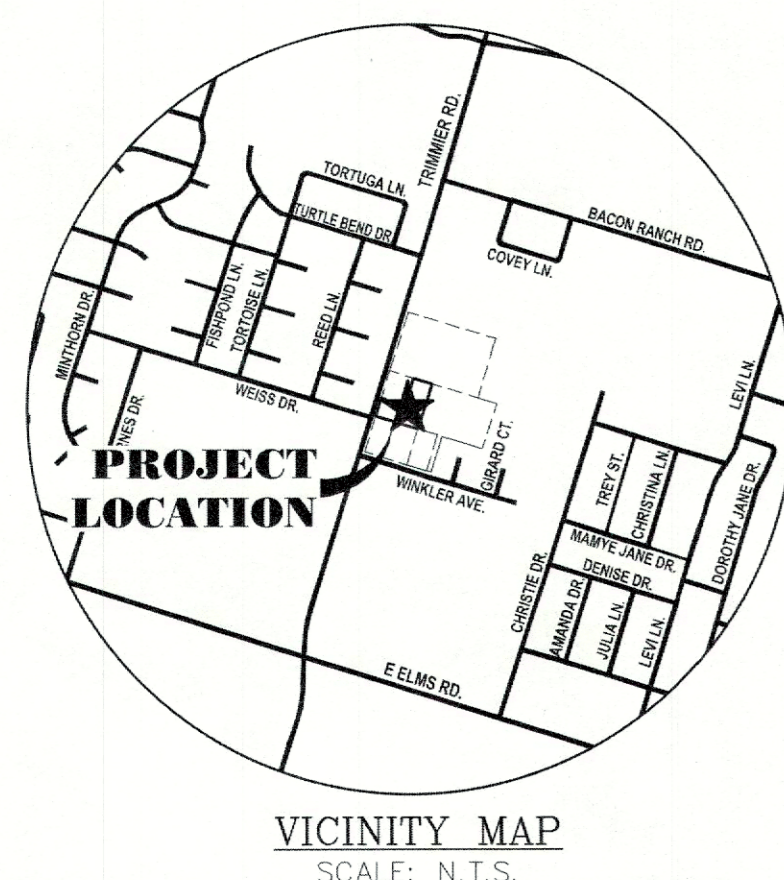 TRIMMIER RD.
TORTUGA LN.
TURTLE BEND DR.
BACON RANCH RD.
COVEY LN.
FISHPOND LN.
TORTOISE LN.
REED LN.
MINTHORN DR.
LEVI LN.
WEISS DR.
NES DR.
GIRARD CT.
PROJECT
LOCATION
WINKLER AVE.
TREY ST.
CHRISTINA LN.
DOROTHY JANE DR.
MAMYE JANE DR.
DENISE DR.
CHRISTIE DR.
AMANDA DR.
JULIA LN.
LEVI LN.
E ELMS RD.
VICINITY MAP
SCALE: N.T.S.